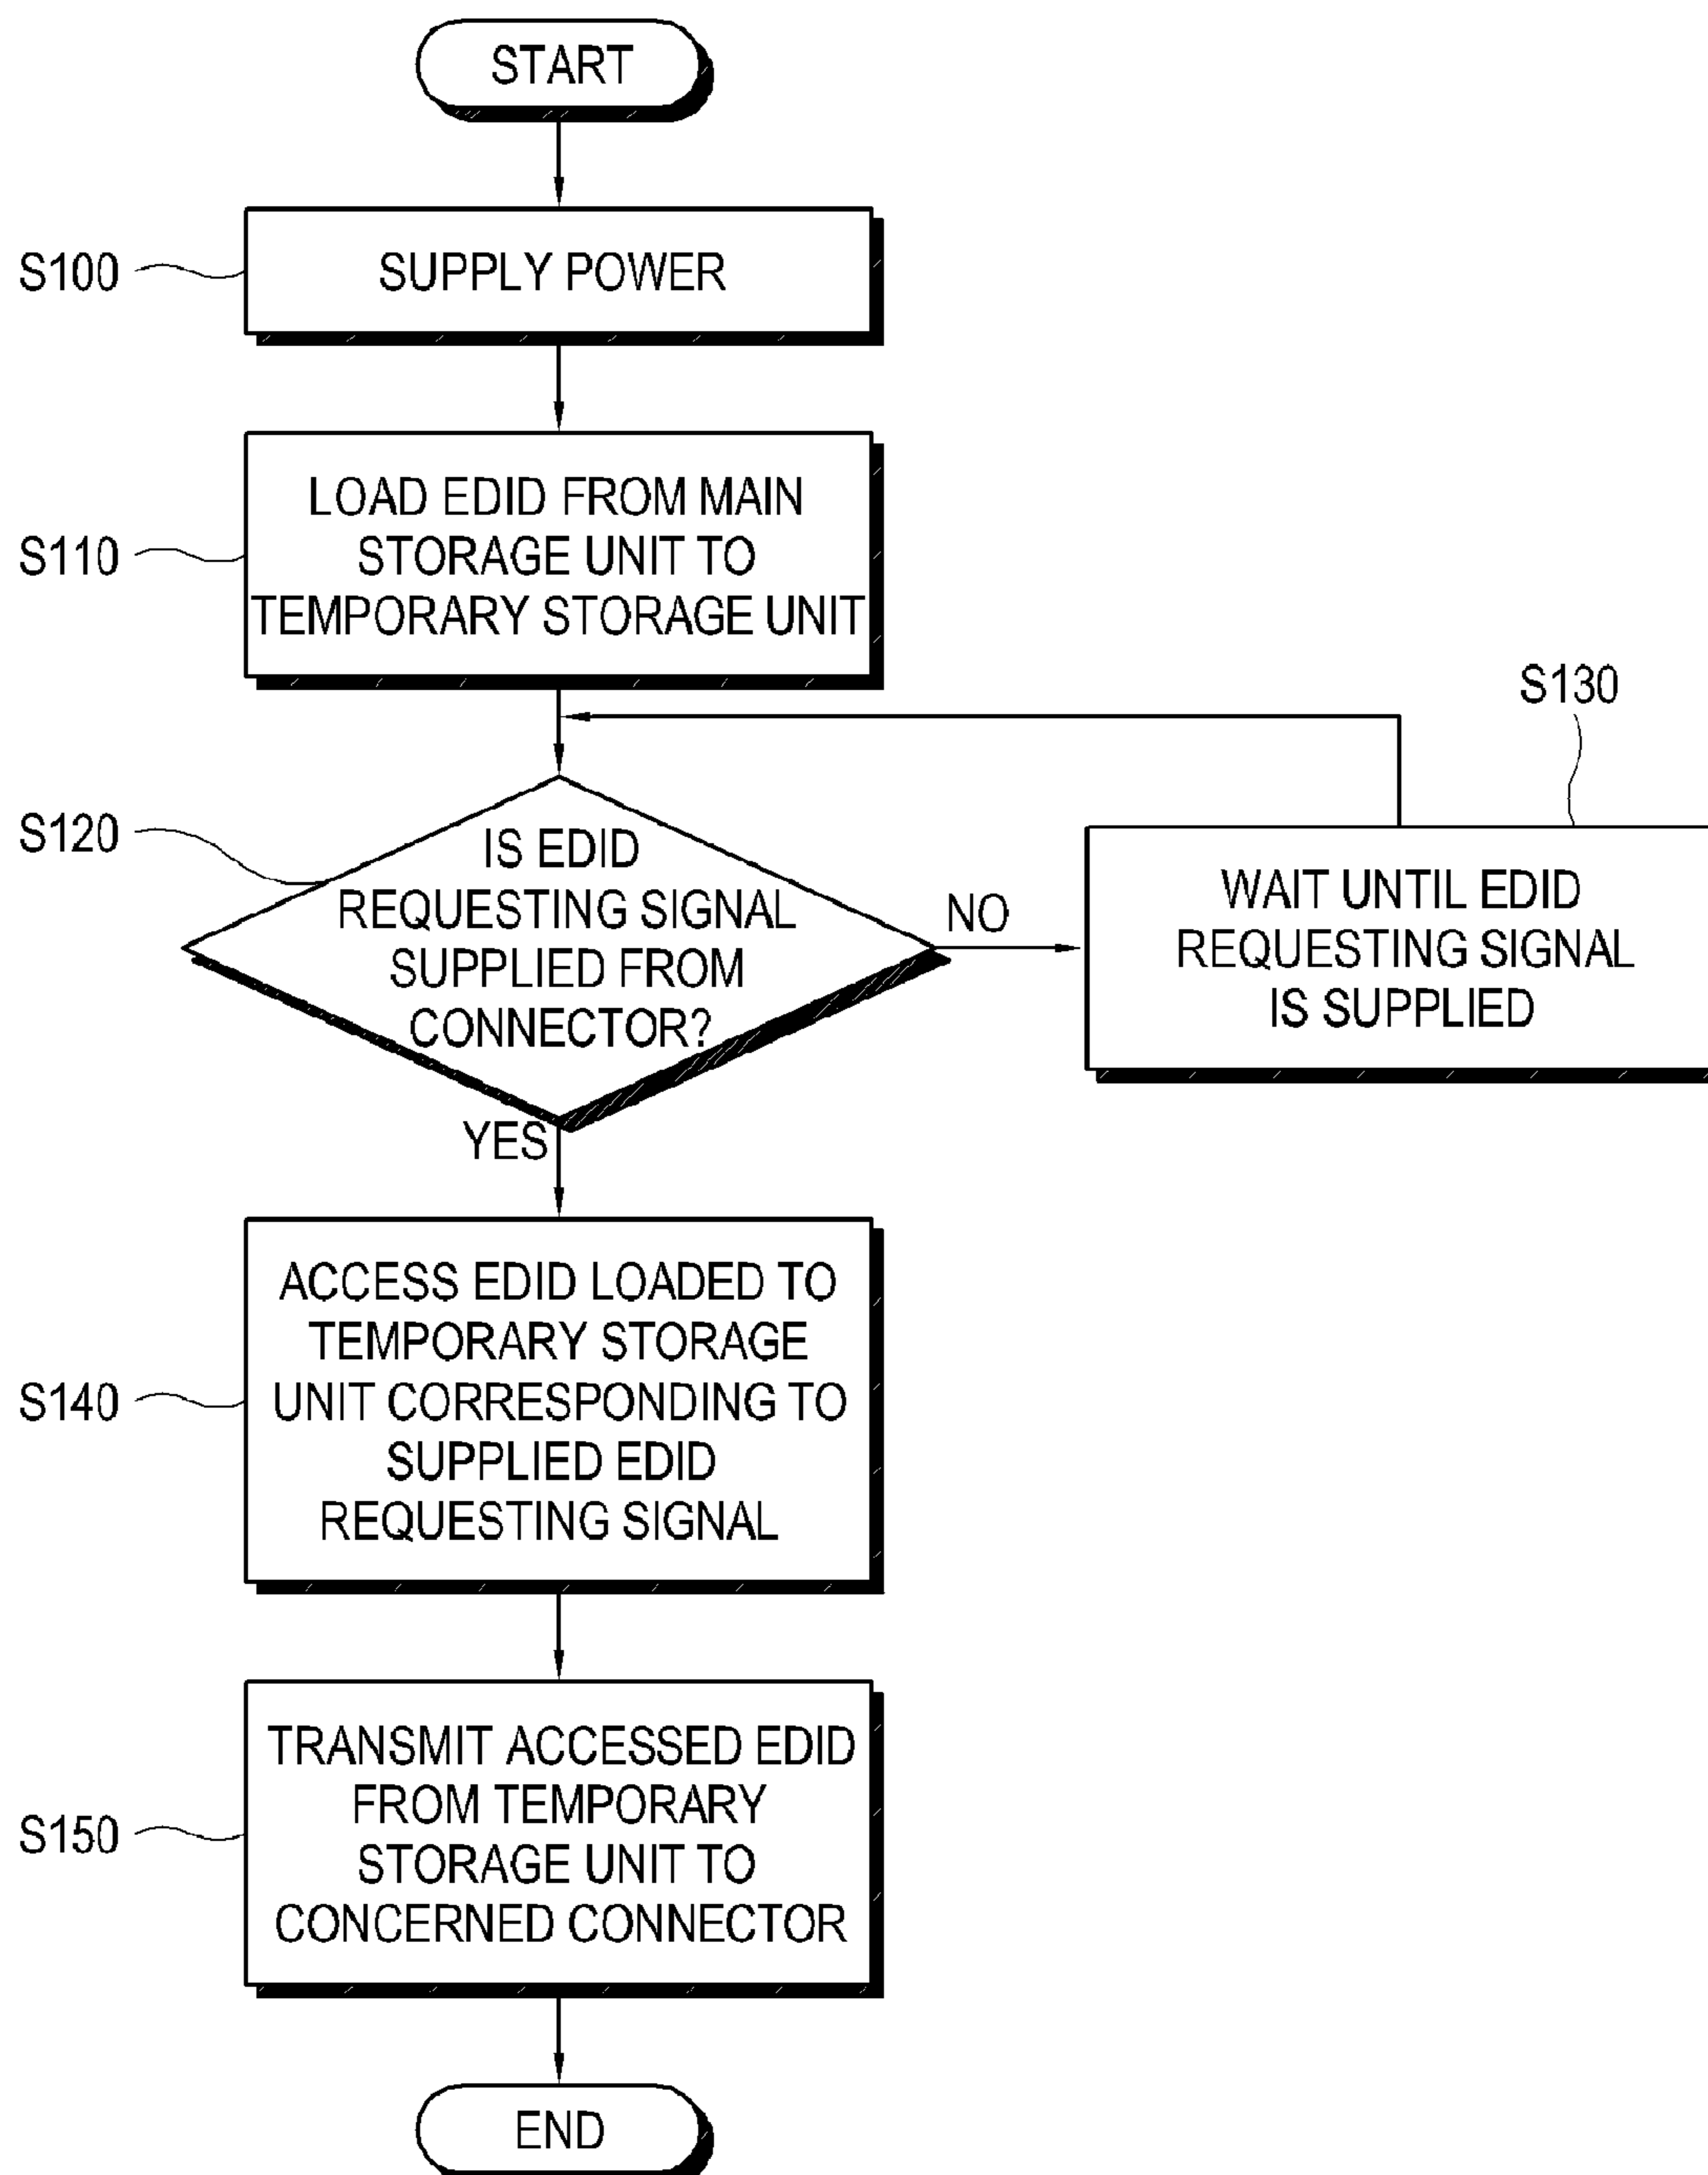 START
S100
SUPPLY POWER
S110
LOAD EDID FROM MAIN
STORAGE UNIT TO
TEMPORARY STORAGE UNIT
S120
IS EDID
REQUESTING SIGNAL
SUPPLIED FROM
CONNECTOR?
NO
S130
WAIT UNTIL EDID
REQUESTING SIGNAL
IS SUPPLIED
YES
S140
ACCESS EDID LOADED TO
TEMPORARY STORAGE
UNIT CORRESPONDING TO
SUPPLIED EDID
REQUESTING SIGNAL
S150
TRANSMIT ACCESSED EDID
FROM TEMPORARY
STORAGE UNIT TO
CONCERNED CONNECTOR
END